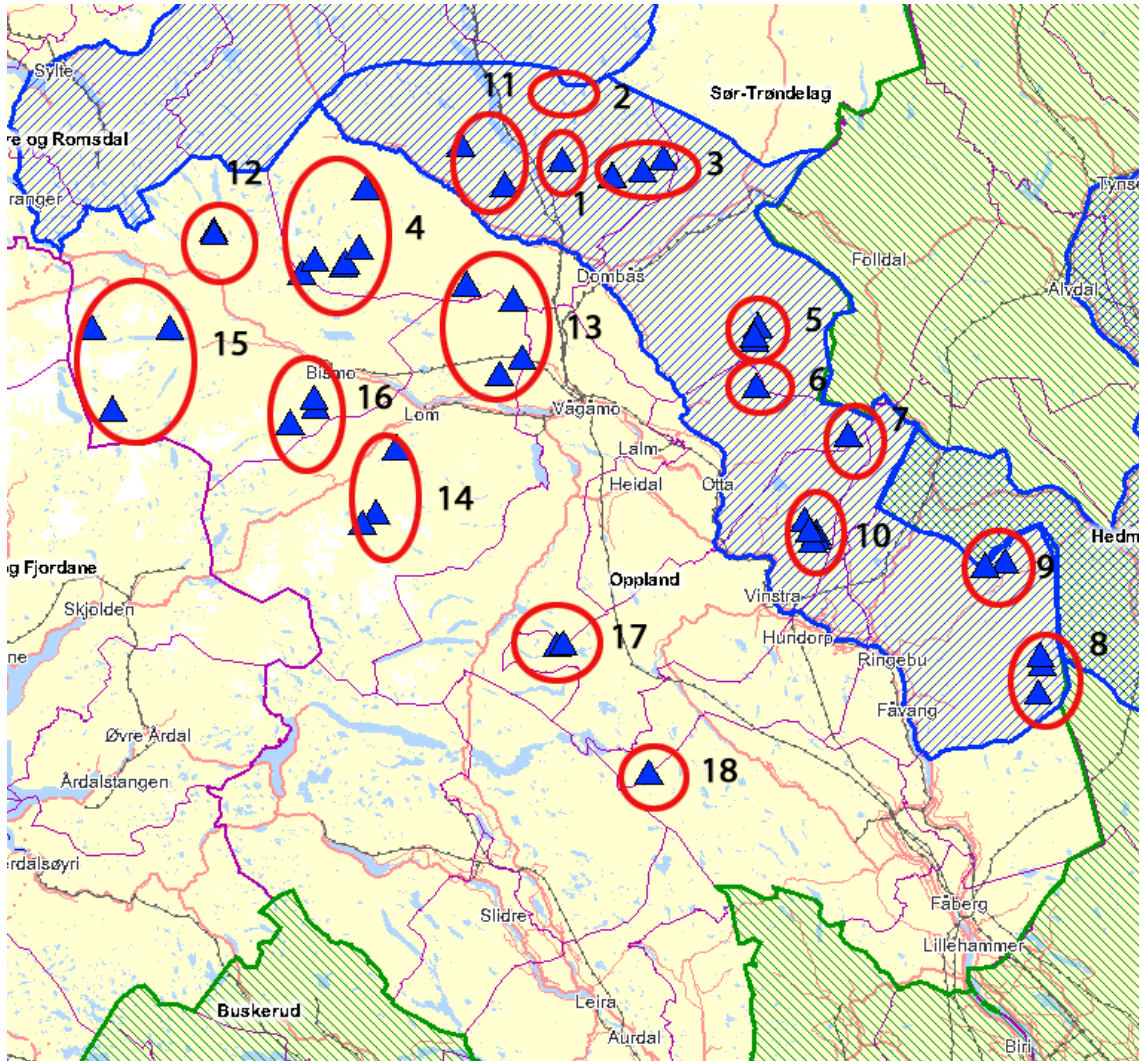 11
2
Sør-Trøndelag
Sylte
re og Romsdal
12
3
1
Tynse
ranger
4
Folldal
Dombås
Alvdal
15
13
5
Bismo
16
6
Lom
Vågåmo
7
Lalm
Heidal
Otta
14
10
Hedm
og Fjordane
Oppland
9
Vinstra
Skjolden
17
Hundorp
8
ne
Ringebu
Fåvang
Øvre Årdal
18
Årdalstangen
erdalsøyri
Fåberg
Slidre
Lillehammer
Leira
Buskerud
Aurdal
Biri